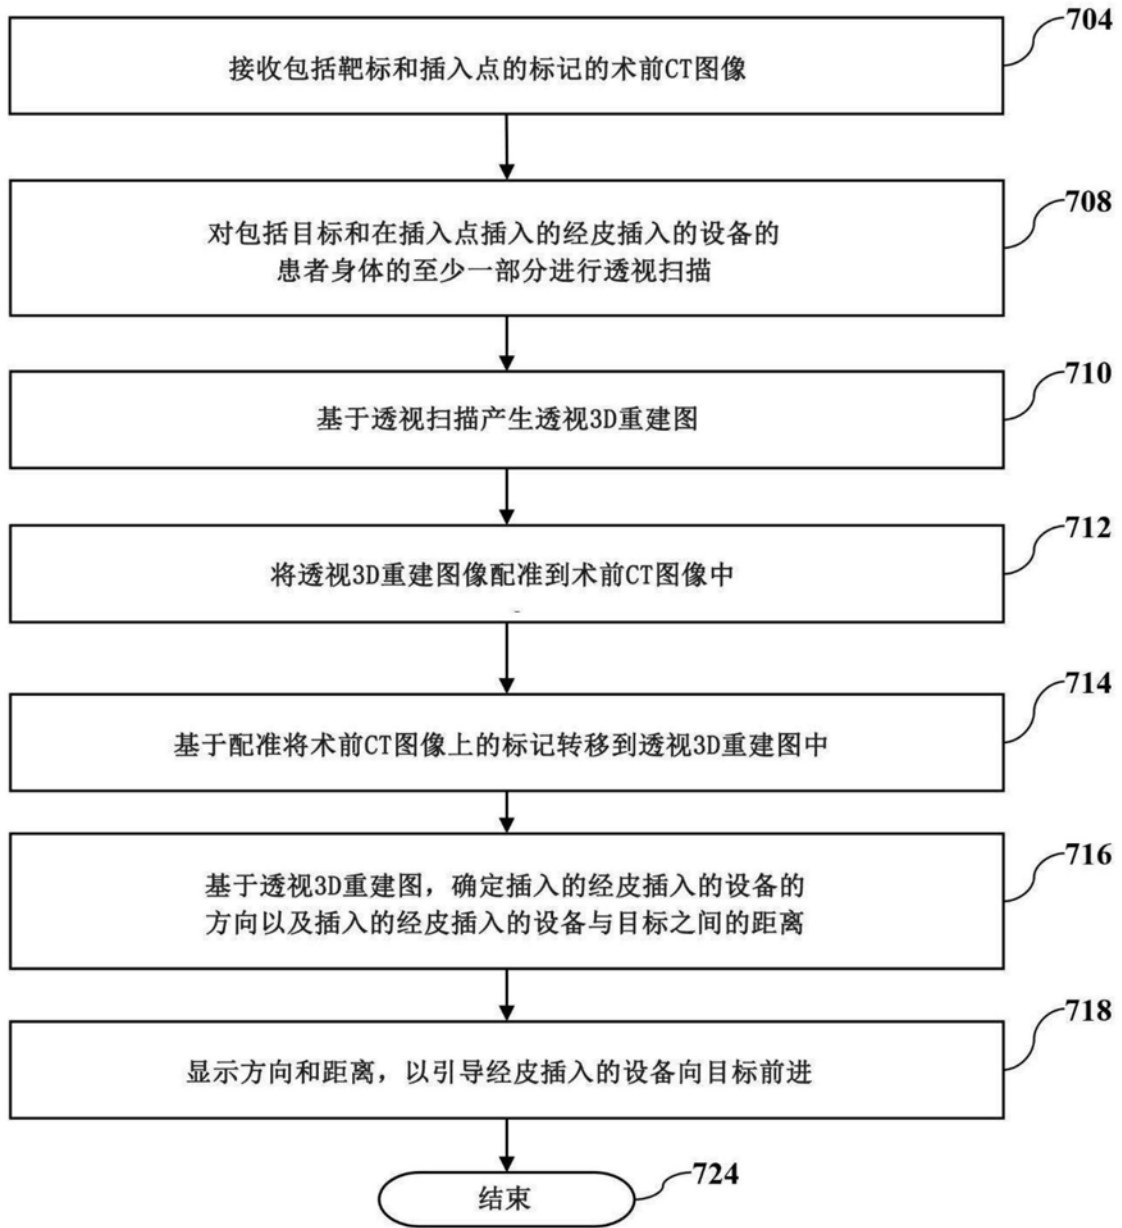 704
接收包括靶标和插入点的标记的术前CT图像
708
对包括目标和在插入点插入的经皮插入的设备的
患者身体的至少一部分进行透视扫描
710
基于透视扫描产生透视3D重建图
712
将透视3D重建图像配准到术前CT图像中
714
基于配准将术前CT图像上的标记转移到透视3D重建图中
716
基于透视3D重建图，确定插入的经皮插入的设备的
方向以及插入的经皮插入的设备与目标之间的距离
718
显示方向和距离，以引导经皮插入的设备向目标前进
724
结束